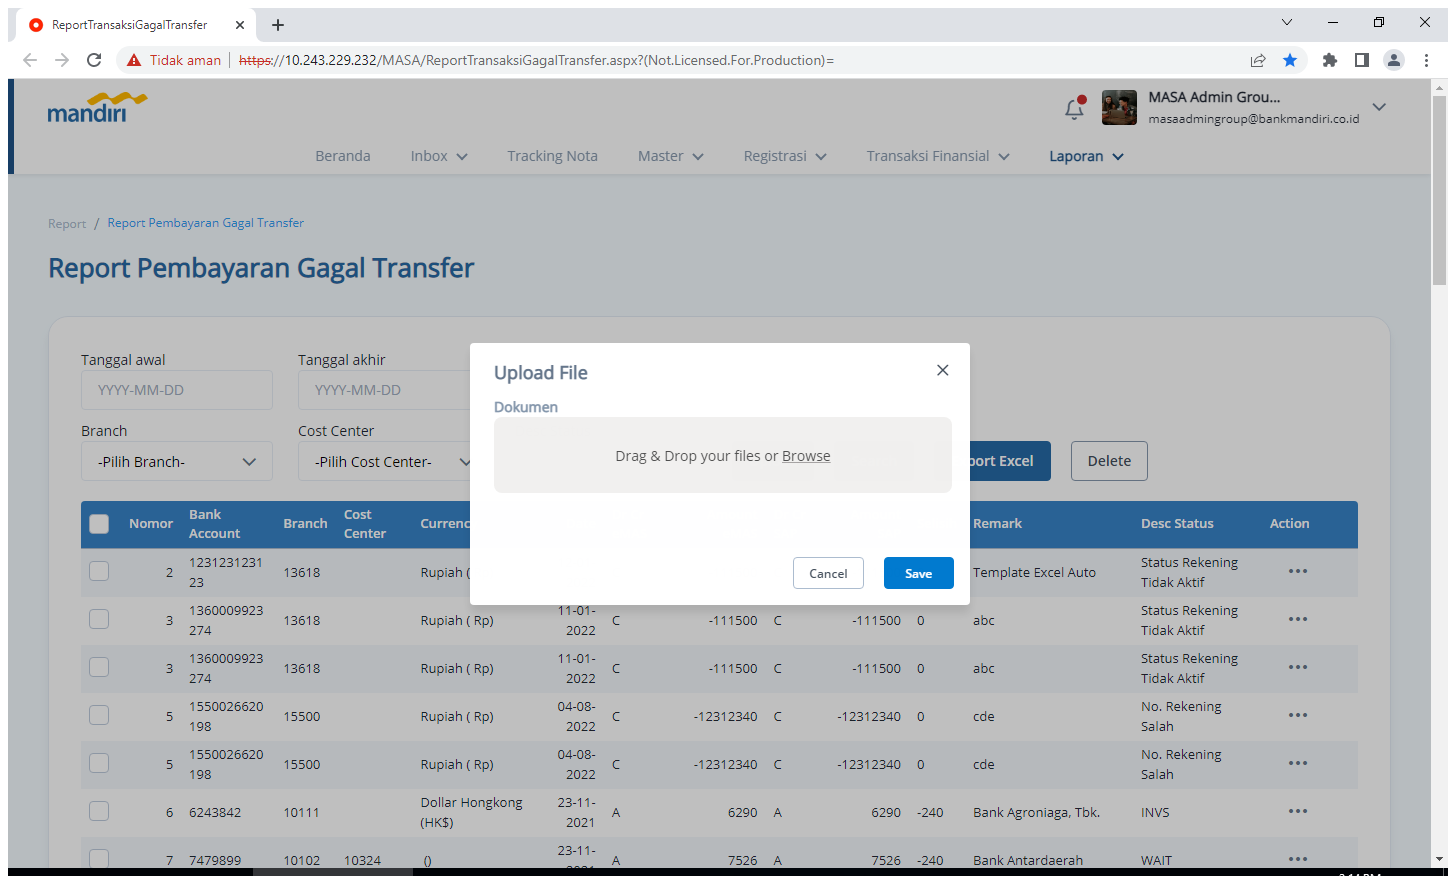 ReportTransaksiGagalTransfer
Tidak aman https://10.243.229.232/MASA/ReportTransaksiGagalTransfer.aspx?(Not.Licensed.For.Production)=
mandiri
MASA Admin Grou...
masaadmingroup@bankmandiri.co.id
Beranda Inbox Tracking Nota Master Registrasi Transaksi Finansial Laporan
Report / Report Pembayaran Gagal Transfer
Report Pembayaran Gagal Transfer
Tanggal awal Tanggal akhir
YYYY-MM-DD YYYY-MM-DD
Branch Cost Center
-Pilih Branch- -Pilih Cost Center- port Excel Delete
Upload File
Dokumen
Drag & Drop your files or Browse
Cancel Save
Nomor Bank Account Branch Cost Center Currenc Remark Desc Status Action
2 1231231231 23 13618 Rupiah ( Template Excel Auto Status Rekening Tidak Aktif
3 1360009923 274 13618 Rupiah ( Rp) 11-01-2022 C -111500 C -111500 0 abc Status Rekening Tidak Aktif
3 1360009923 274 13618 Rupiah ( Rp) 11-01-2022 C -111500 C -111500 0 abc Status Rekening Tidak Aktif
5 1550026620 198 15500 Rupiah ( Rp) 04-08-2022 C -12312340 C -12312340 0 cde No. Rekening Salah
5 1550026620 198 15500 Rupiah ( Rp) 04-08-2022 C -12312340 C -12312340 0 cde No. Rekening Salah
6 6243842 10111 Dollar Hongkong (HK$) 23-11-2021 A 6290 A 6290 -240 Bank Agroniaga, Tbk. INVS
7 7479899 10102 10324 () 23-11- A 7526 A 7526 -240 Bank Antardaerah WAIT